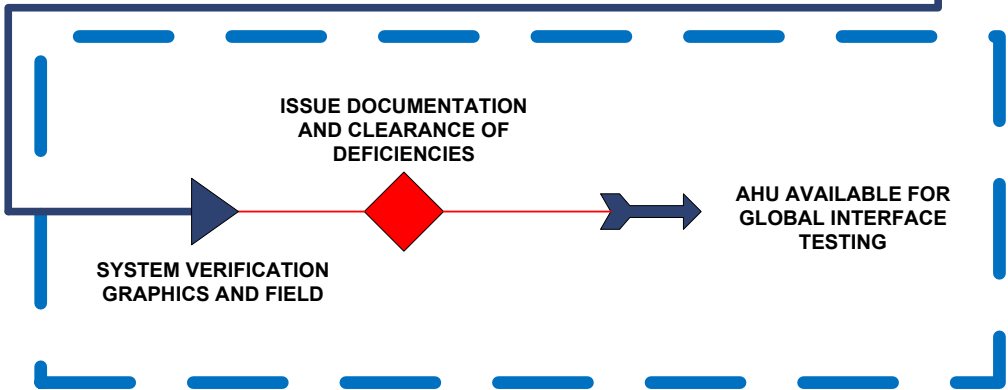 ISSUE DOCUMENTATION
AND CLEARANCE OF
DEFICIENCIES
AHU AVAILABLE FOR
GLOBAL INTERFACE
TESTING
SYSTEM VERIFICATION
GRAPHICS AND FIELD